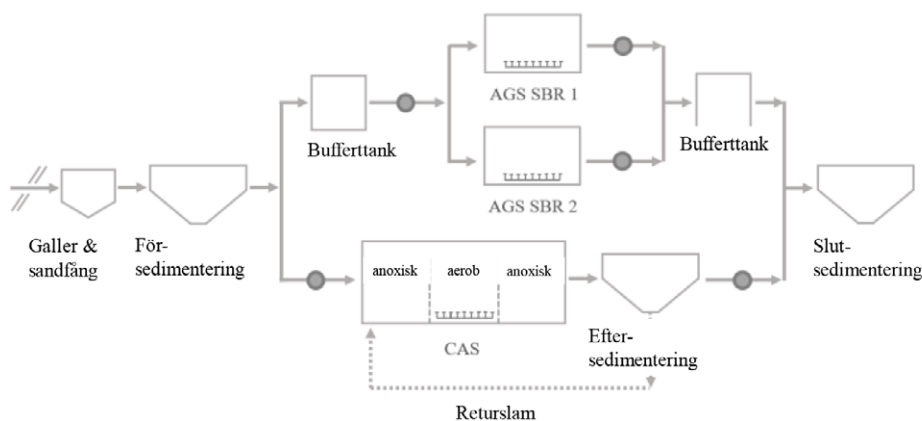 AGS SBR 1
Bufferttank
Bufferttank
AGS SBR 2
Galler &
sandfång
För-
sedimentering
Slut-
sedimentering
anoxisk
aerob
anoxisk
CAS
Efter-
sedimentering
Returslam